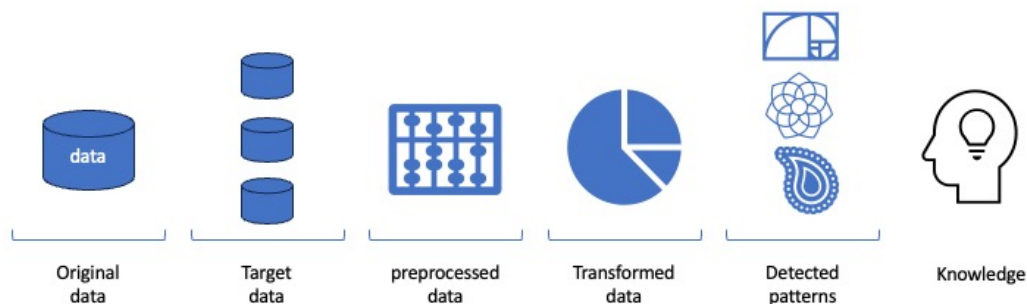 data
Original
data
Target
data
preprocessed
data
Transformed
data
Detected
patterns
Knowledge